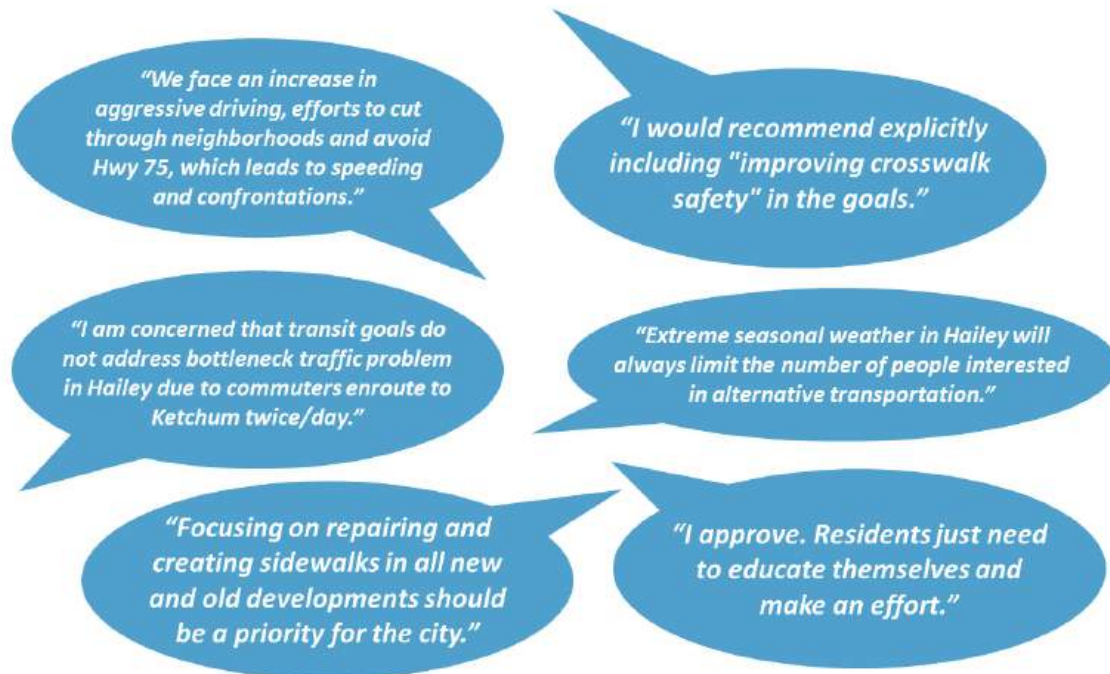 “We face an increase in
aggressive driving, efforts to cut
through neighborhoods and avoid
Hwy 75, which leads to speeding
and confrontations.”
“I would recommend explicitly
including "improving crosswalk
safety" in the goals.”
“I am concerned that transit goals do
not address bottleneck traffic problem
in Hailey due to commuters enroute to
Ketchum twice/day.”
“Extreme seasonal weather in Hailey will
always limit the number of people interested
in alternative transportation.”
“Focusing on repairing and
creating sidewalks in all new
and old developments should
be a priority for the city.”
“I approve. Residents just need
to educate themselves and
make an effort.”